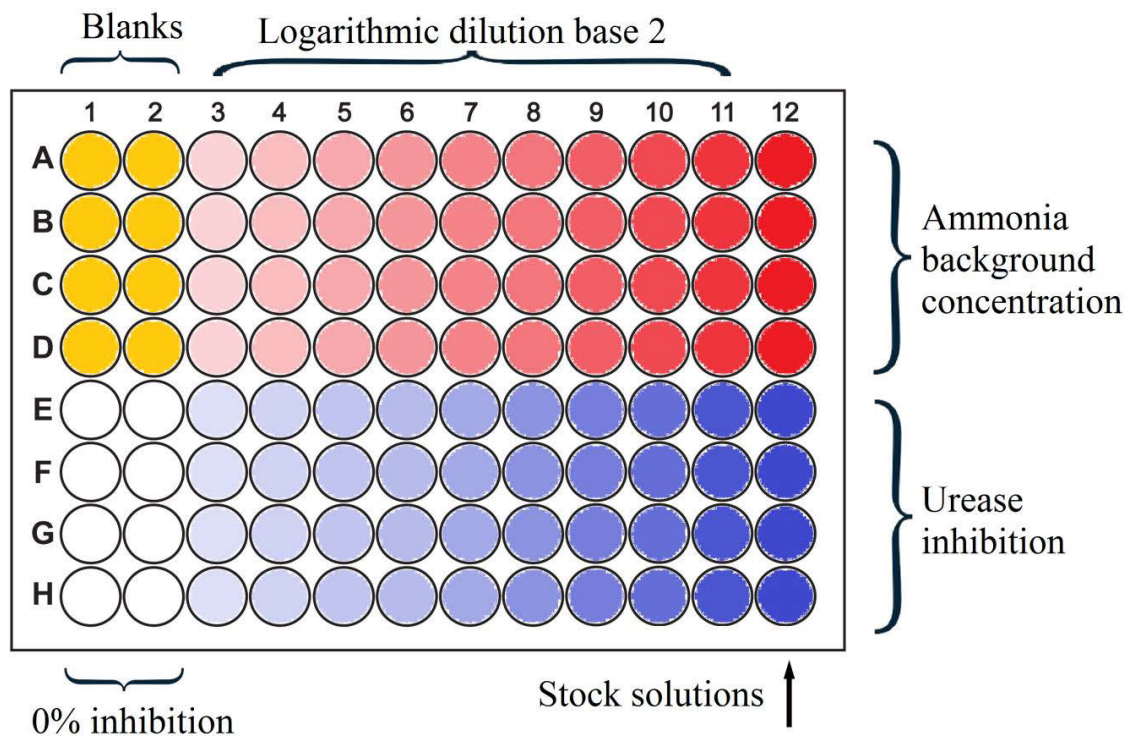 Blanks
Logarithmic dilution base 2
1 2 3 4 5 6 7 8 9 10 11 12
A
B
C
D
E
F
G
H
Ammonia
background
concentration
Urease
inhibition
0% inhibition
Stock solutions